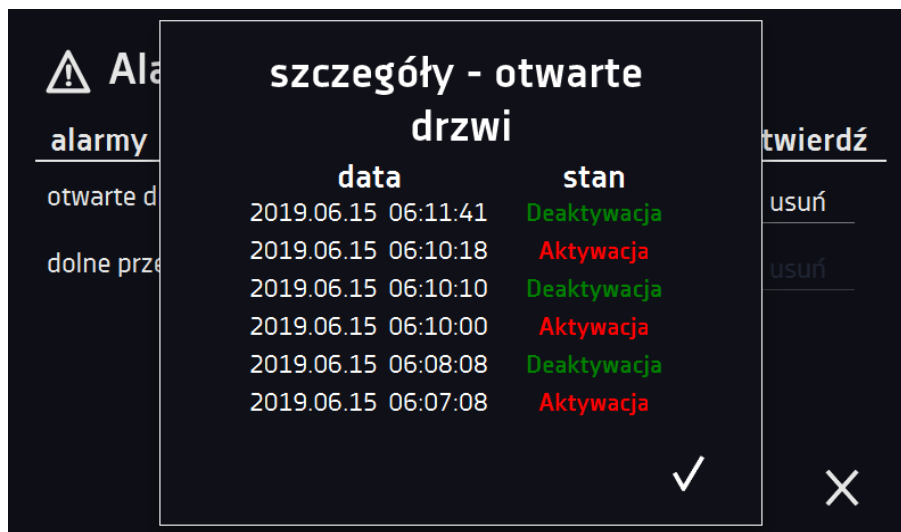 Ala
szczegóły - otwarte
drzwi
alarmy
twierdź
data stan
otwarte d
usuń
2019.06.15 06:11:41 Deaktywacja
2019.06.15 06:10:18 Aktywacja
dolne prze
usuń
2019.06.15 06:10:10 Deaktywacja
2019.06.15 06:10:00 Aktywacja
2019.06.15 06:08:08 Deaktywacja
2019.06.15 06:07:08 Aktywacja